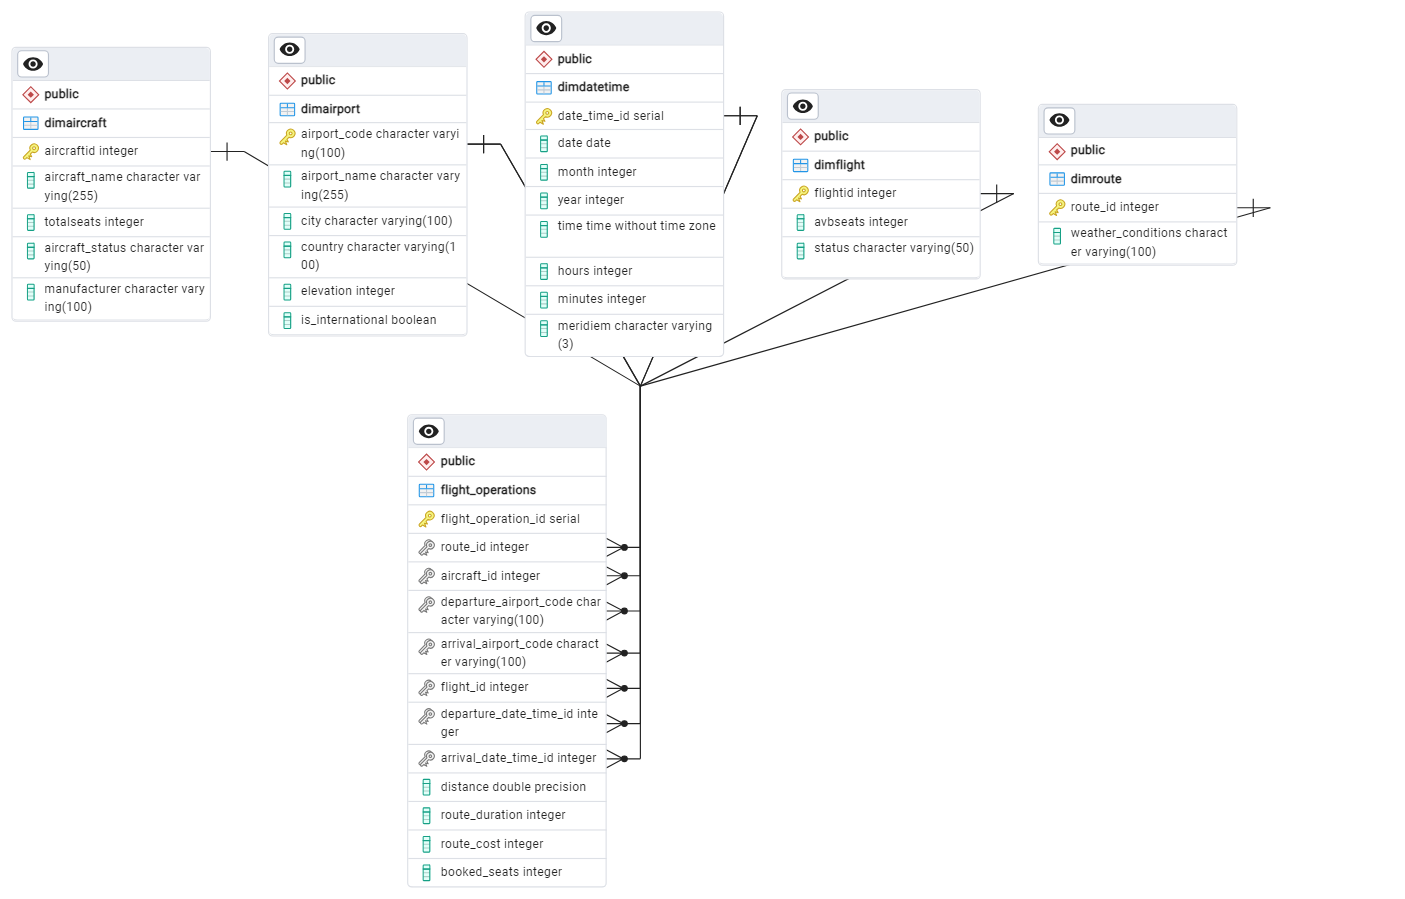 public
dimaircraft
aircraftid integer
aircraft_name character var
ying(255)
totalseats integer
aircraft_status character var
ying(50)
manufacturer character vary
ing(100)
public
dimairport
airport_code character varyi
ng(100)
airport_name character vary
ing(255)
city character varying(100)
country character varying(1
00)
elevation integer
is_international boolean
public
dimdatetime
date_time_id serial
date date
month integer
year integer
time time without time zone
hours integer
minutes integer
meridiem character varying
(3)
public
dimflight
flightid integer
avbseats integer
status character varying(50)
public
dimroute
route_id integer
weather_conditions charact
er varying(100)
public
flight_operations
flight_operation_id serial
route_id integer
aircraft_id integer
departure_airport_code char
acter varying(100)
arrival_airport_code charact
er varying(100)
flight_id integer
departure_date_time_id inte
ger
arrival_date_time_id integer
distance double precision
route_duration integer
route_cost integer
booked_seats integer